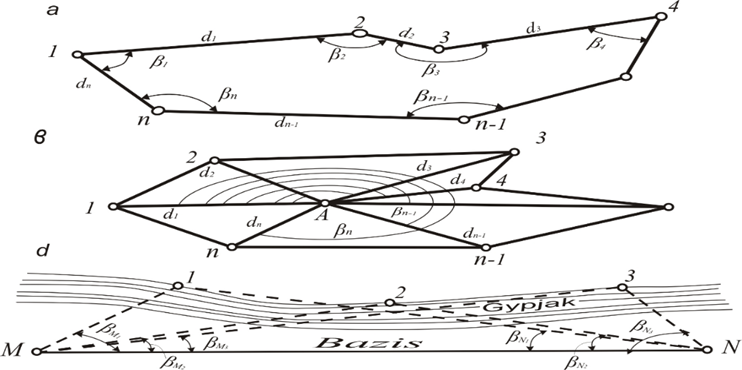 а
1 d₁ 2 d₂ 3 d₃ 4
β₁ β₂ β₃ β₄
dₙ βₙ βₙ₋₁
n dₙ₋₁ n-1
в
2 d₂ d₃ 3
d₄ 4
1 d₁ A βₙ₋₁
dₙ βₙ dₙ₋₁
n n-1
d
1 2 3
Gypjak
βM₁ βM₂ βM₃ βN₁ βN₂ βN₃
M Bazis N